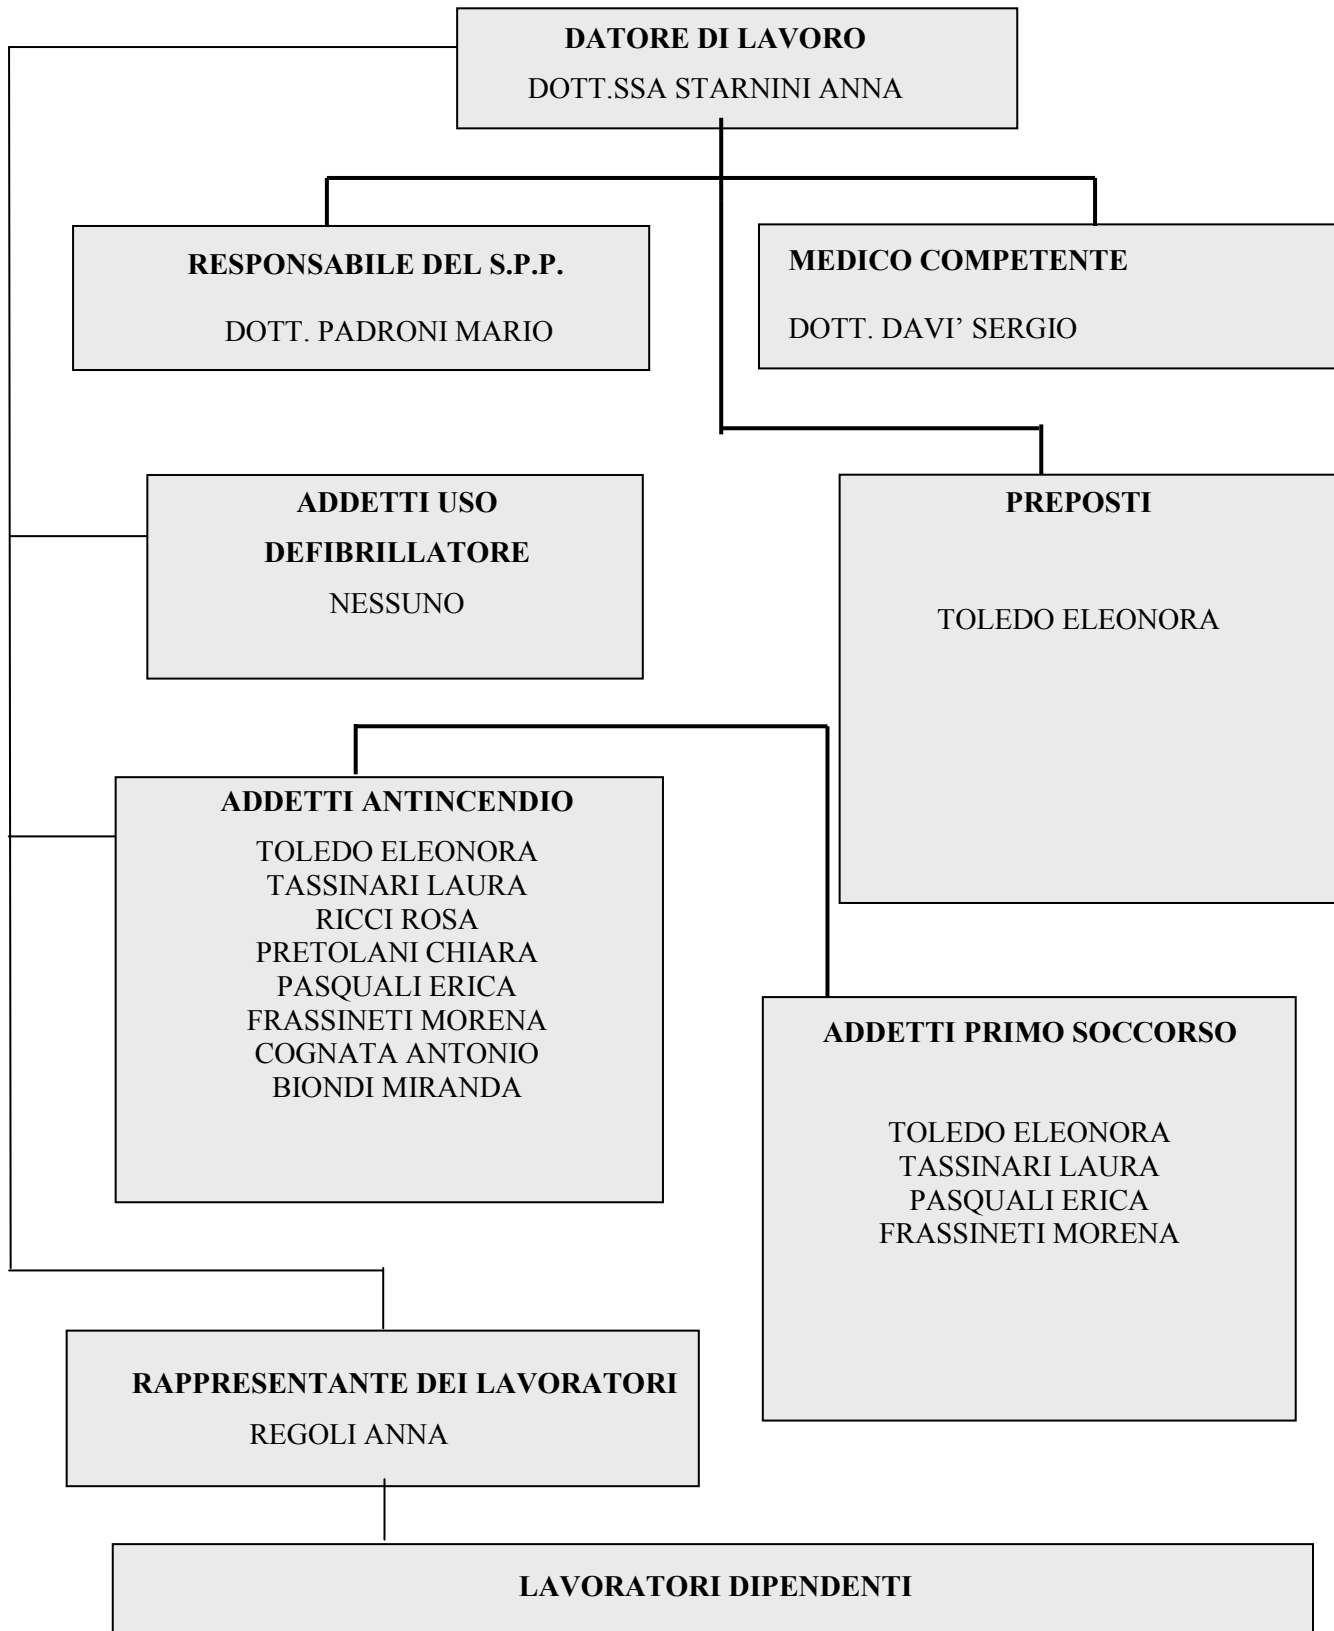 DATORE DI LAVORO
DOTT.SSA STARNINI ANNA
RESPONSABILE DEL S.P.P.
DOTT. PADRONI MARIO
MEDICO COMPETENTE
DOTT. DAVI’ SERGIO
ADDETTI USO
DEFIBRILLATORE
NESSUNO
PREPOSTI
TOLEDO ELEONORA
ADDETTI ANTINCENDIO
TOLEDO ELEONORA
TASSINARI LAURA
RICCI ROSA
PRETOLANI CHIARA
PASQUALI ERICA
FRASSINETI MORENA
COGNATA ANTONIO
BIONDI MIRANDA
ADDETTI PRIMO SOCCORSO
TOLEDO ELEONORA
TASSINARI LAURA
PASQUALI ERICA
FRASSINETI MORENA
RAPPRESENTANTE DEI LAVORATORI
REGOLI ANNA
LAVORATORI DIPENDENTI